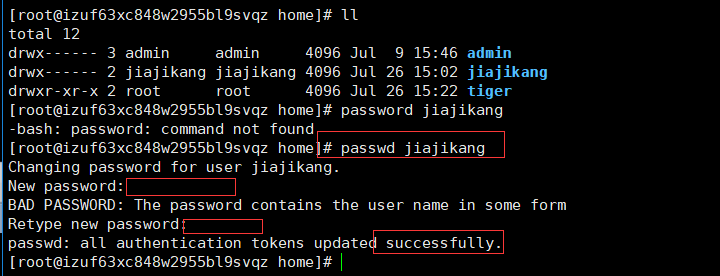 [root@izuf63xc848w2955bl9svqz home]# ll
total 12
drwx------ 3 admin     admin     4096 Jul  9 15:46 admin
drwx------ 2 jiajikang jiajikang 4096 Jul 26 15:02 jiajikang
drwxr-xr-x 2 root      root      4096 Jul 26 15:22 tiger
[root@izuf63xc848w2955bl9svqz home]# password jiajikang
-bash: password: command not found
[root@izuf63xc848w2955bl9svqz home]# passwd jiajikang
Changing password for user jiajikang.
New password:
BAD PASSWORD: The password contains the user name in some form
Retype new password:
passwd: all authentication tokens updated successfully.
[root@izuf63xc848w2955bl9svqz home]#